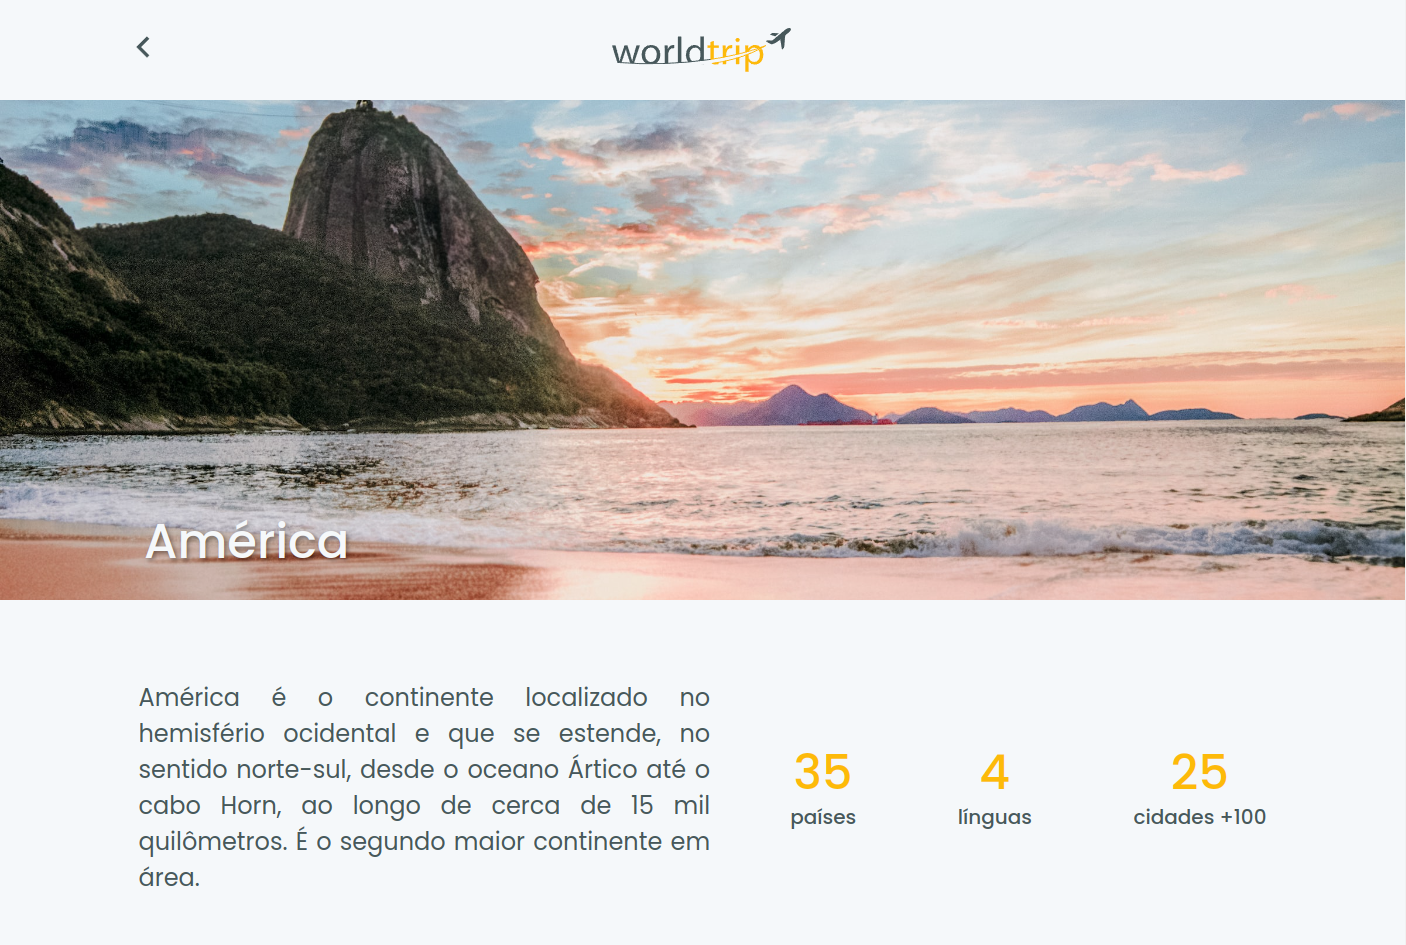 worldtrip
América
América é o continente localizado no
hemisfério ocidental e que se estende, no
sentido norte-sul, desde o oceano Ártico até o
cabo Horn, ao longo de cerca de 15 mil
quilômetros. É o segundo maior continente em
área.
35
países
4
línguas
25
cidades +100